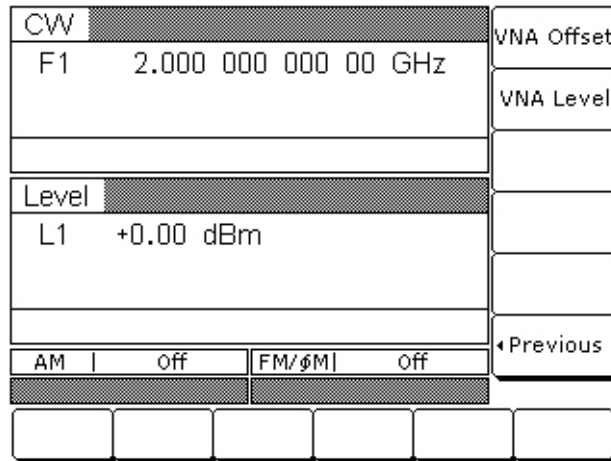 CW
F1 2.000 000 000 00 GHz
Level
L1 +0.00 dBm
AM | Off FM/ϕM| Off
VNA Offset
VNA Level
◂Previous